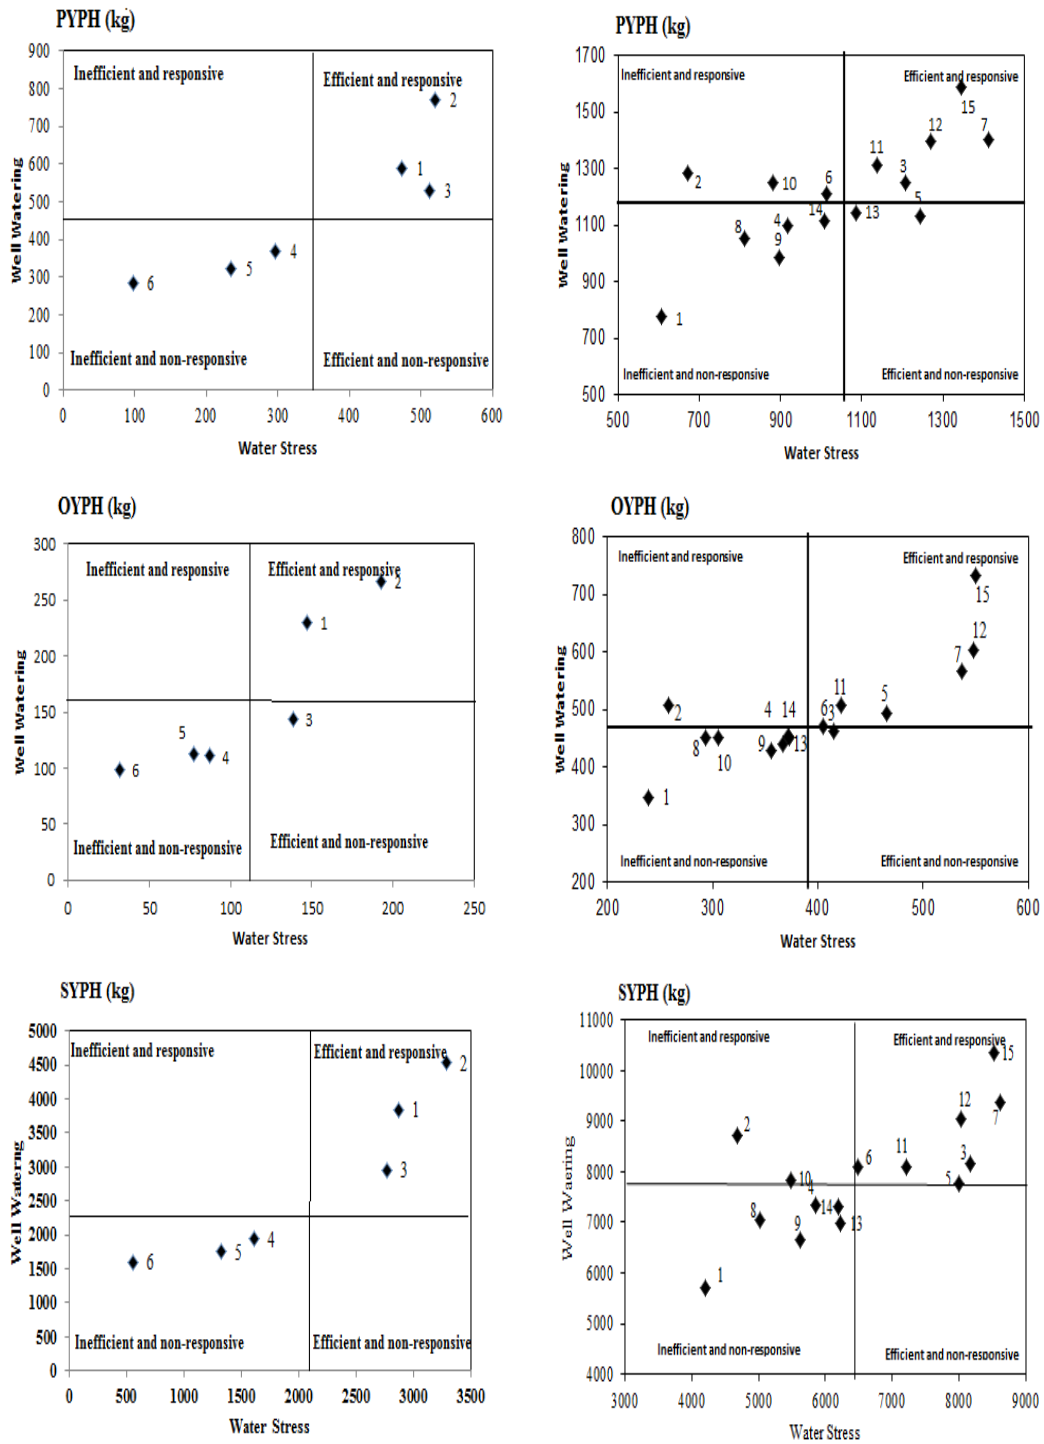 PYPH (kg)
900
800
700
600
500
400
300
200
100
0
Well Watering
Inefficient and responsive
Efficient and responsive
2
1
3
4
5
6
Inefficient and non-responsive
Efficient and non-responsive
0 100 200 300 400 500 600
Water Stress
PYPH (kg)
1700
1500
1300
1100
900
700
500
Well Watering
Inefficient and responsive
Efficient and responsive
15
7
12
11
3
6
10
2
5
13
14
4
8
9
1
Inefficient and non-responsive
Efficient and non-responsive
500 700 900 1100 1300 1500
Water Stress
OYPH (kg)
300
250
200
150
100
50
0
Well Watering
Inefficient and responsive
Efficient and responsive
2
1
3
5
4
6
Inefficient and non-responsive
Efficient and non-responsive
0 50 100 150 200 250
Water Stress
OYPH (kg)
800
700
600
500
400
300
200
Well Watering
Inefficient and responsive
Efficient and responsive
15
12
7
5
11
6 3
4 14
2
8
10
9
13
1
Inefficient and non-responsive
Efficient and non-responsive
200 300 400 500 600
Water Stress
SYPH (kg)
5000
4500
4000
3500
3000
2500
2000
1500
1000
500
0
Well Waterng
Inefficient and responsive
Efficient and responsive
2
1
3
4
5
6
Inefficient and non-responsive
Efficient and non-responsive
0 500 1000 1500 2000 2500 3000 3500
Water Stress
SYPH (kg)
11000
10000
9000
8000
7000
6000
5000
4000
Well Waering
Inefficient and responsive
Efficient and responsive
15
12
7
2
11
3
6
10
5
4
14
13
8
9
1
Inefficient and non-responsive
Efficient and non-responsive
3000 4000 5000 6000 7000 8000 9000
Water Stress